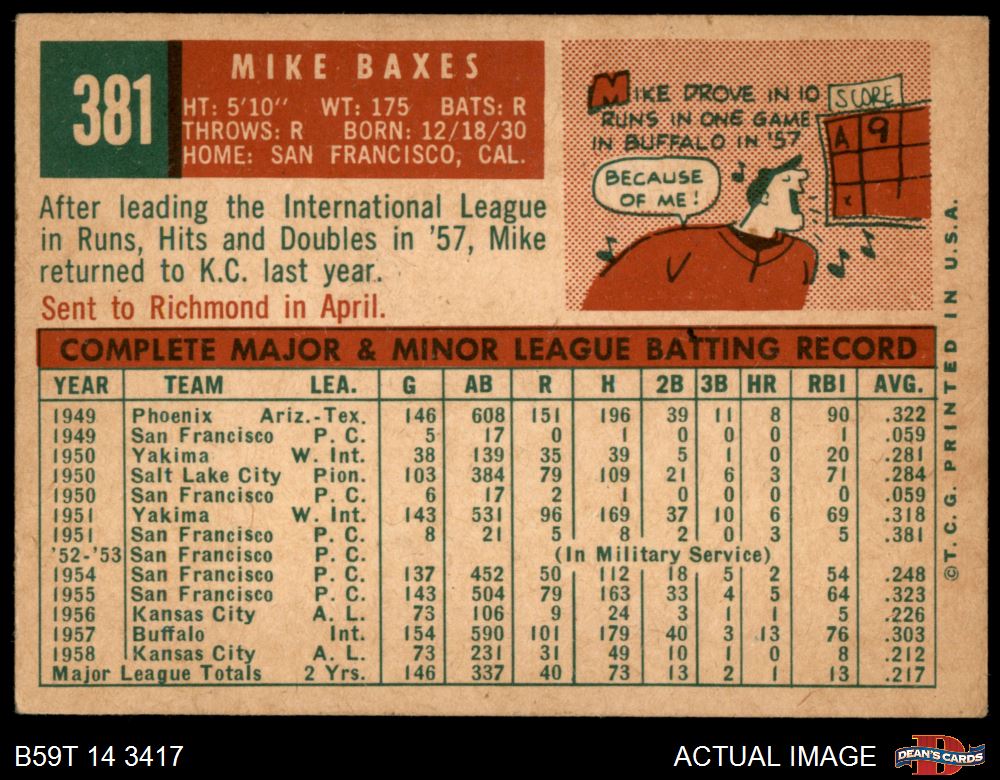 381
MIKE BAXES
HT: 5'10" WT: 175 BATS: R
THROWS: R BORN: 12/18/30
HOME: SAN FRANCISCO, CAL.
After leading the International League
in Runs, Hits and Doubles in '57, Mike
returned to K.C. last year.
Sent to Richmond in April.
MIKE DROVE IN 10
RUNS IN ONE GAME
IN BUFFALO IN '57
SCORE
A 9
BECAUSE
OF ME!
COMPLETE MAJOR & MINOR LEAGUE BATTING RECORD
YEAR TEAM LEA. G AB R H 2B 3B HR RBI AVG.
1949 Phoenix Ariz.-Tex. 146 608 151 196 39 11 8 90 .322
1949 San Francisco P. C. 5 17 0 1 0 0 0 1 .059
1950 Yakima W. Int. 38 139 35 39 5 1 0 20 .281
1950 Salt Lake City Pion. 103 384 79 109 21 6 3 71 .284
1950 San Francisco P. C. 6 17 2 1 0 0 0 0 .059
1951 Yakima W. Int. 143 531 96 169 37 10 6 69 .318
1951 San Francisco P. C. 8 21 5 8 2 0 3 5 .381
'52-'53 San Francisco P. C. (In Military Service)
1954 San Francisco P. C. 137 452 50 112 18 5 2 54 .248
1955 San Francisco P. C. 143 504 79 163 33 4 5 64 .323
1956 Kansas City A. L. 73 106 9 24 3 1 1 5 .226
1957 Buffalo Int. 154 590 101 179 40 3 13 76 .303
1958 Kansas City A. L. 73 231 31 49 10 1 0 8 .212
Major League Totals 2 Yrs. 146 337 40 73 13 2 1 13 .217
©T.C.G. PRINTED IN U.S.A.
B59T 14 3417
ACTUAL IMAGE
DEAN'S CARDS